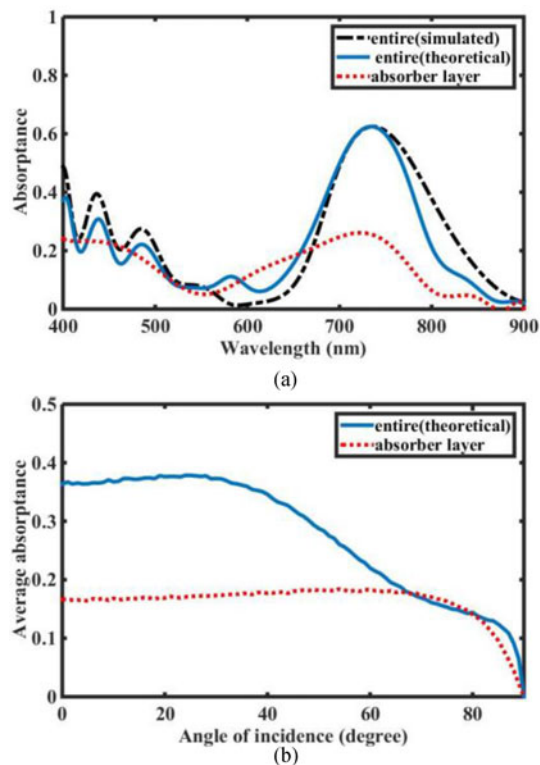 1
0.8
0.6
0.4
0.2
0
Absorptance
entire(simulated)
entire(theoretical)
absorber layer
400 500 600 700 800 900
Wavelength (nm)
(a)
0.5
0.4
0.3
0.2
0.1
0
Average absorptance
entire(theoretical)
absorber layer
0 20 40 60 80
Angle of incidence (degree)
(b)